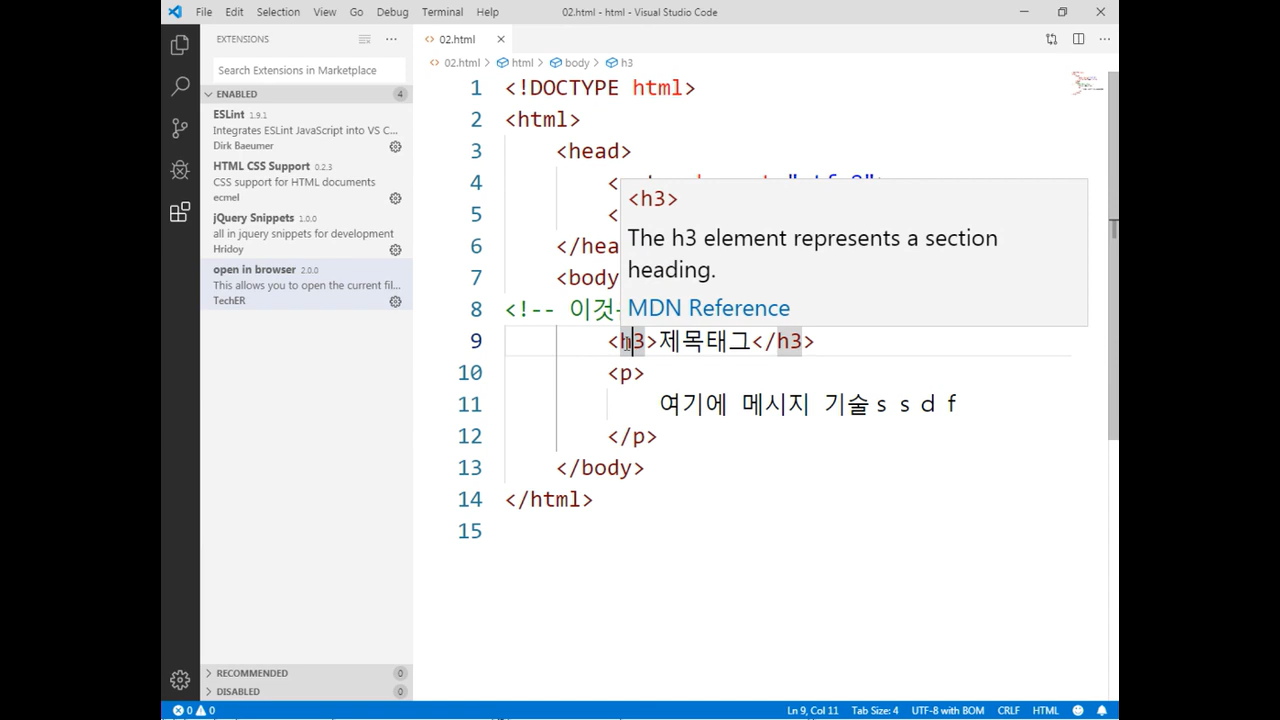 File Edit Selection View Go Debug Terminal Help 02.html - html - Visual Studio Code
EXTENSIONS
Search Extensions in Marketplace
ENABLED 4
ESLint 1.9.1
Integrates ESLint JavaScript into VS C...
Dirk Baeumer
HTML CSS Support 0.2.3
CSS support for HTML documents
ecmel
jQuery Snippets 1.0.0
all in jquery snippets for development
Hridoy
open in browser 2.0.0
This allows you to open the current fil...
TechER
RECOMMENDED 0
DISABLED 0
02.html
02.html > html > body > h3
1 <!DOCTYPE html>
2 <html>
3 <head>
4 <
5 <
6 </hea
7 <body
8 <!-- 이것
<h3>
The h3 element represents a section
heading.
MDN Reference
9 <h3>제목태그</h3>
10 <p>
11 여기에 메시지 기술ｓｓｄｆ
12 </p>
13 </body>
14 </html>
15
0 0 Ln 9, Col 11 Tab Size: 4 UTF-8 with BOM CRLF HTML